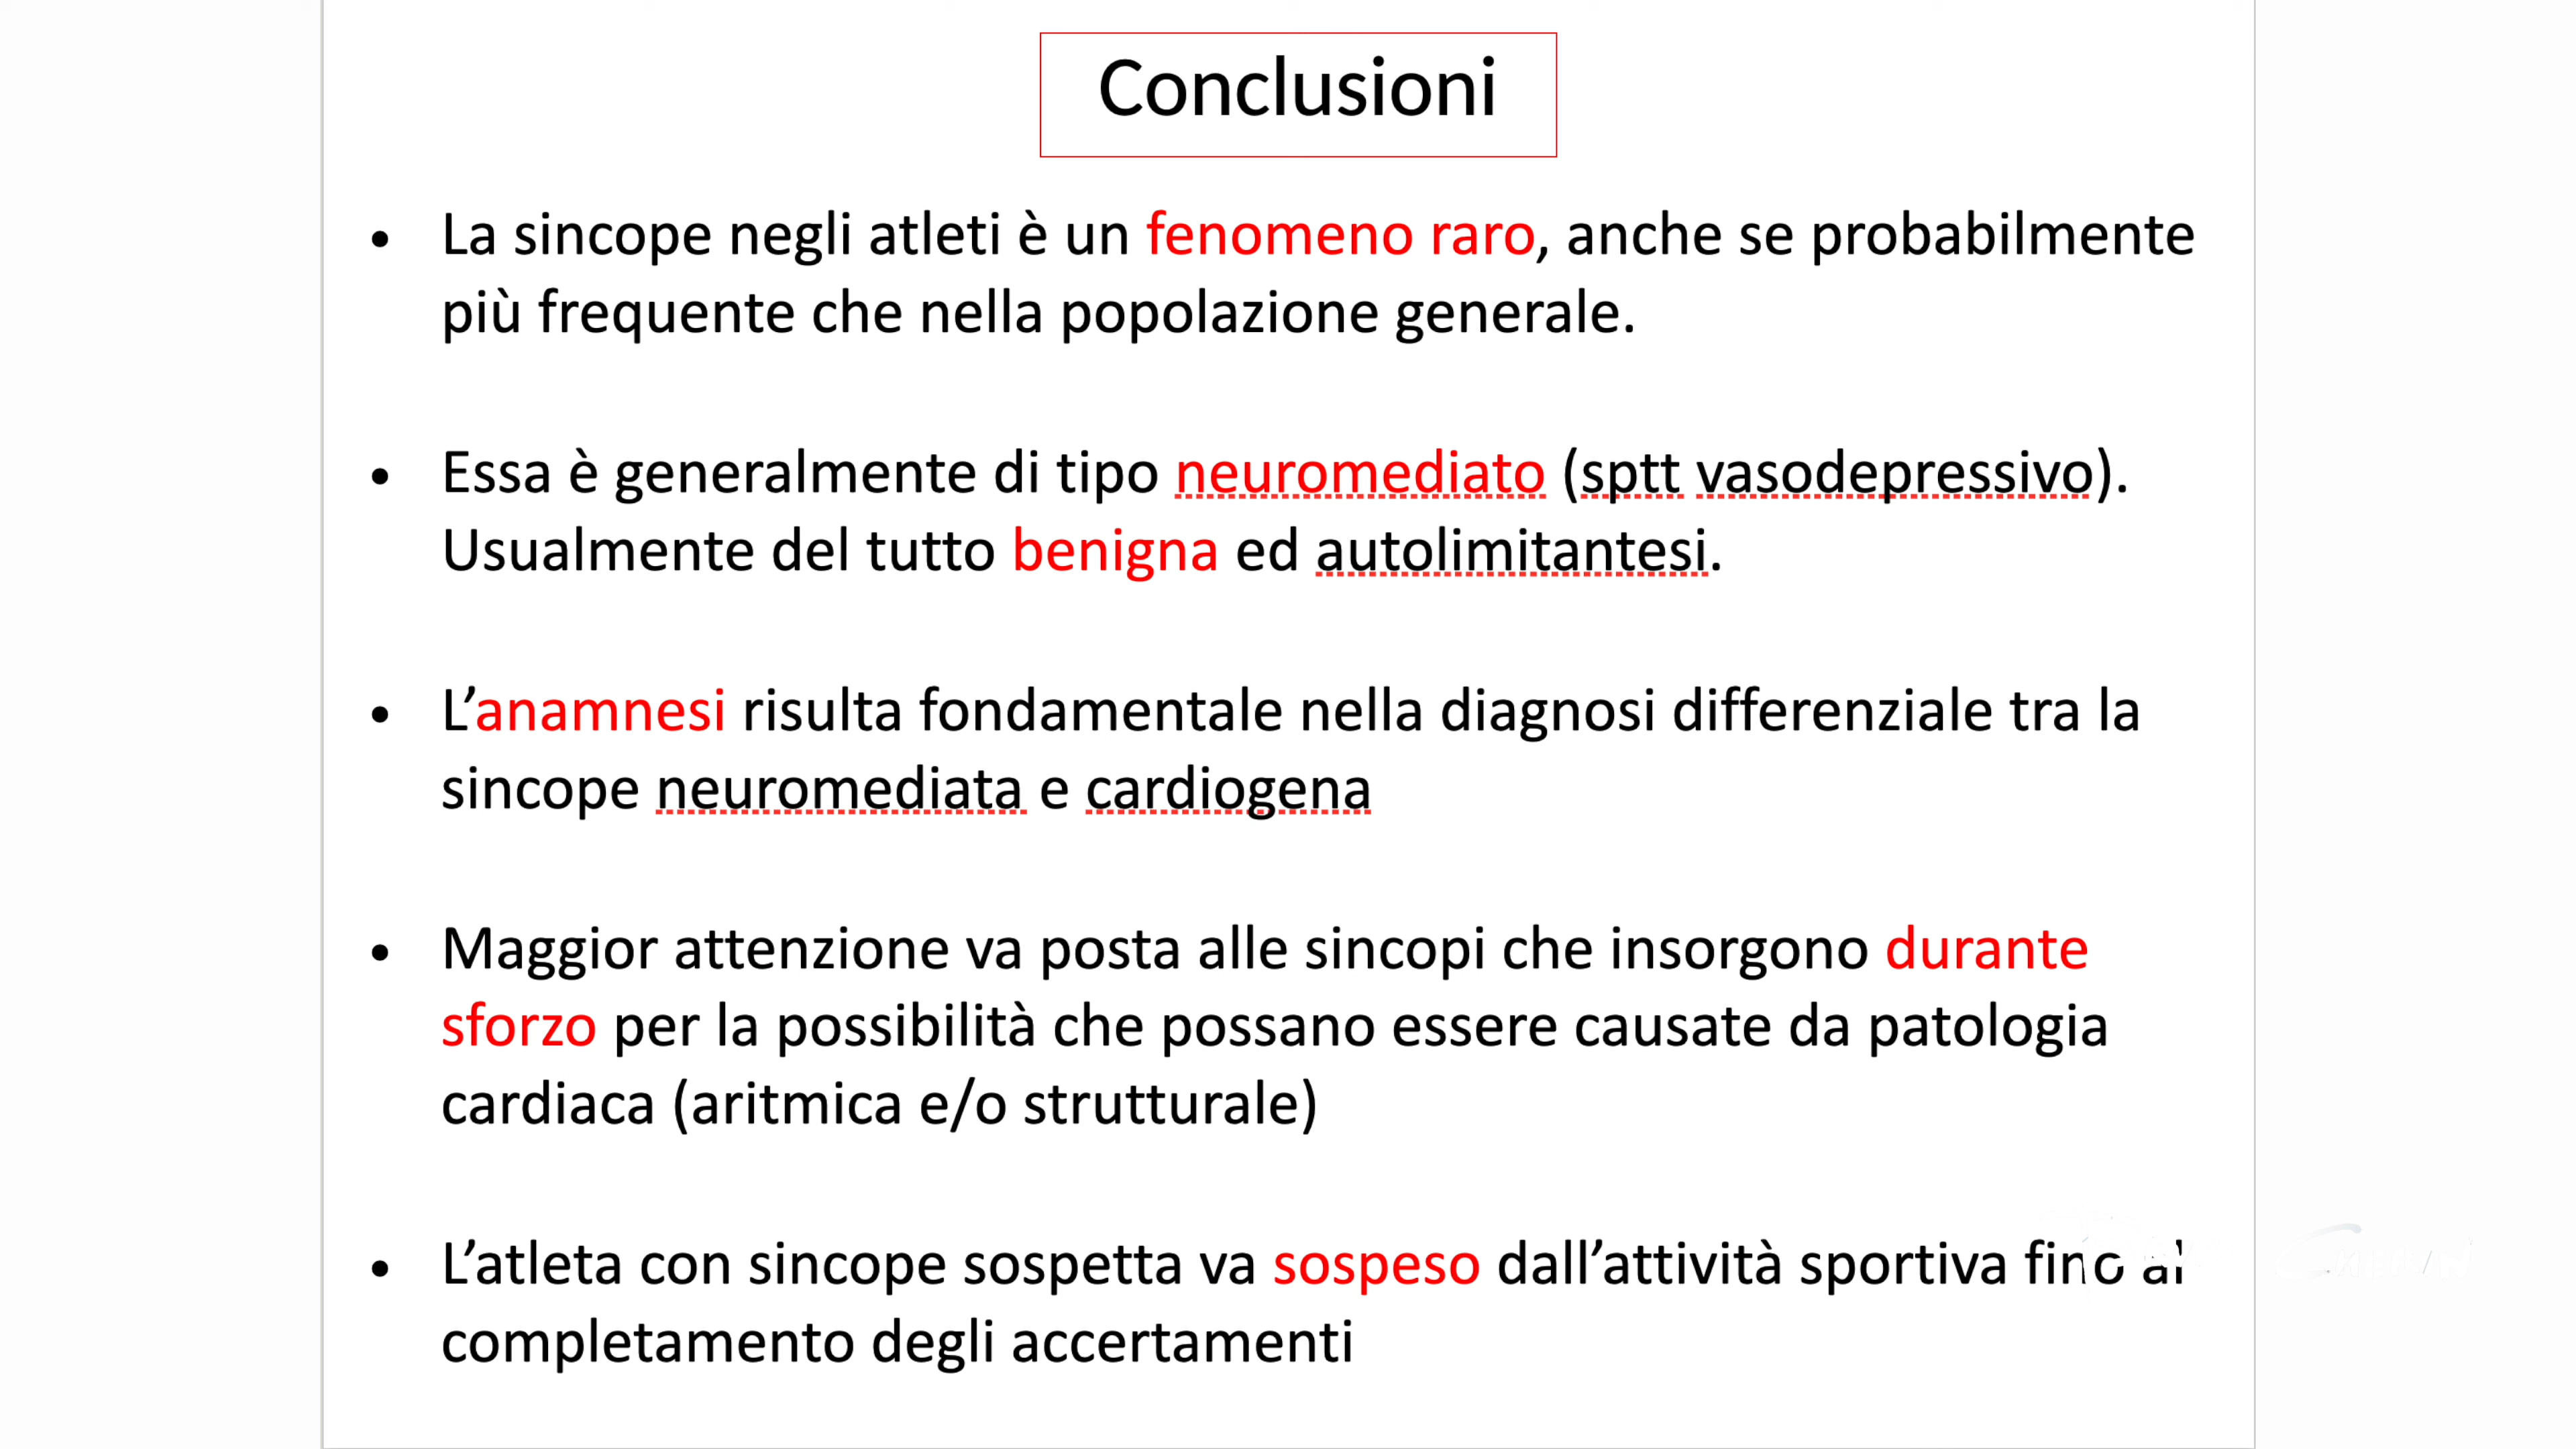 Conclusioni
• La sincope negli atleti è un fenomeno raro, anche se probabilmente
più frequente che nella popolazione generale.
• Essa è generalmente di tipo neuromediato (sptt vasodepressivo).
Usualmente del tutto benigna ed autolimitantesi.
• L’anamnesi risulta fondamentale nella diagnosi differenziale tra la
sincope neuromediata e cardiogena
• Maggior attenzione va posta alle sincopi che insorgono durante
sforzo per la possibilità che possano essere causate da patologia
cardiaca (aritmica e/o strutturale)
• L’atleta con sincope sospetta va sospeso dall’attività sportiva fino al
completamento degli accertamenti